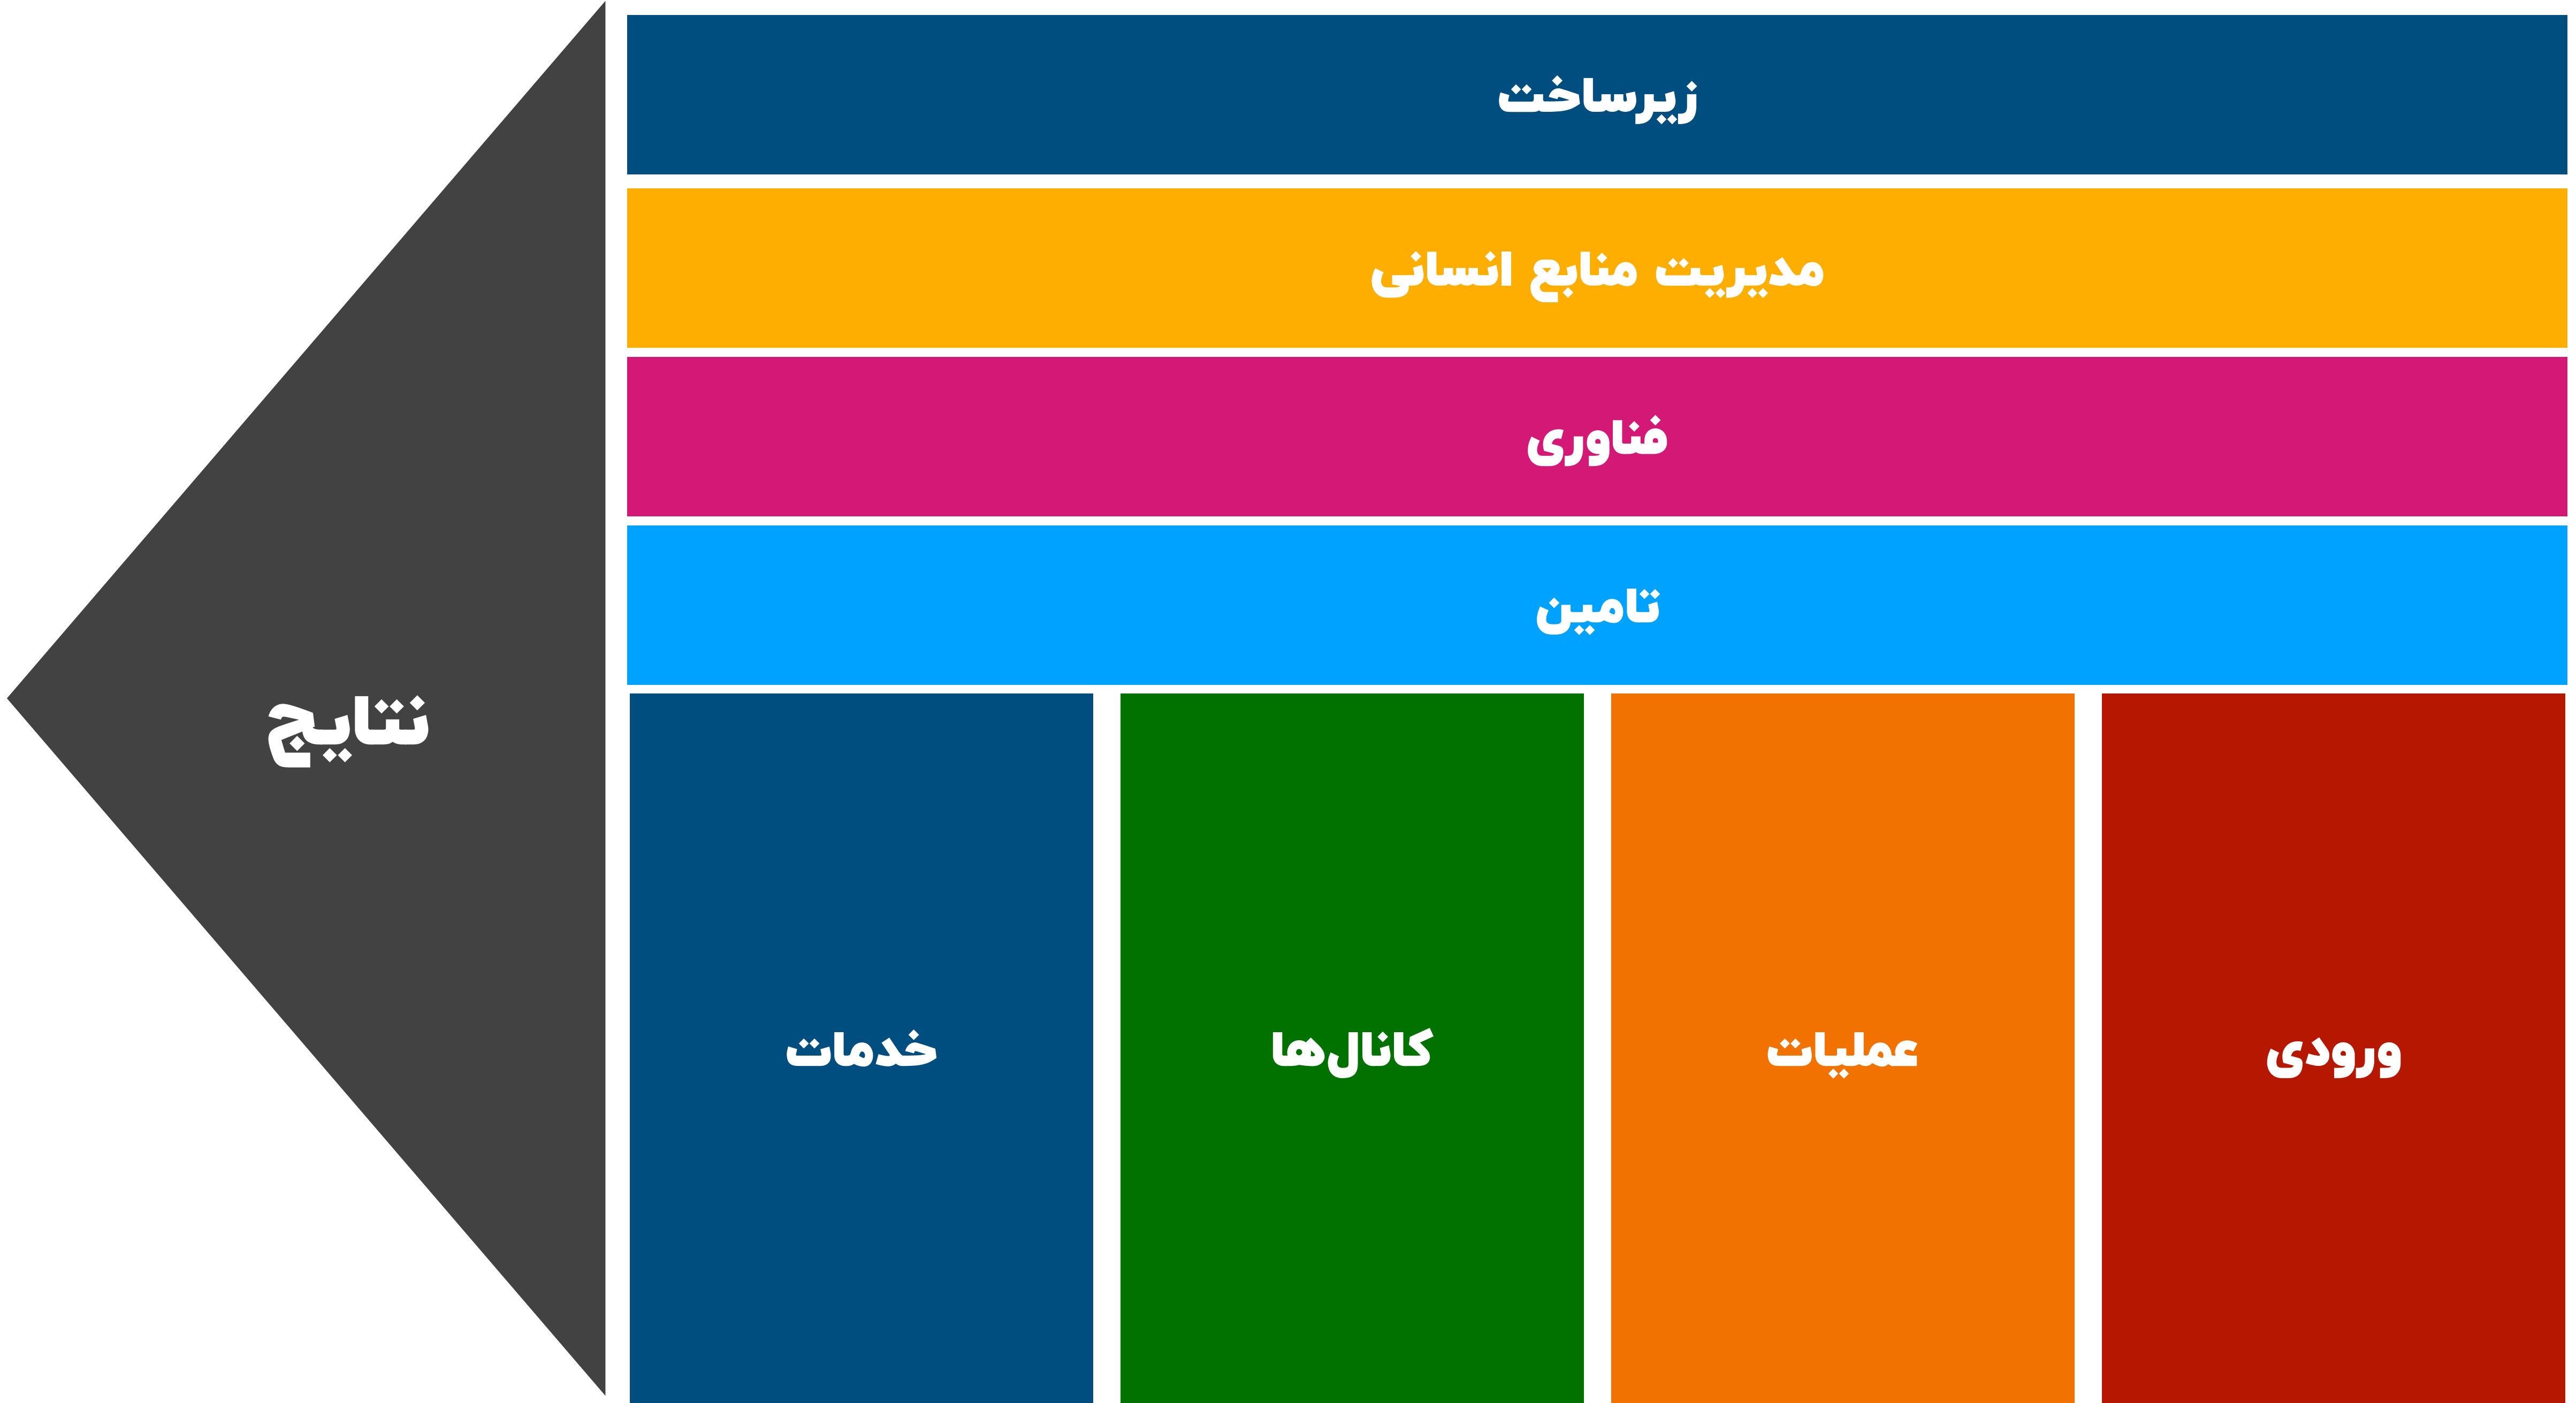 زیرساخت
مدیریت منابع انسانی
فناوری
تامین
ورودی
عملیات
کانال‌ها
خدمات
نتایج